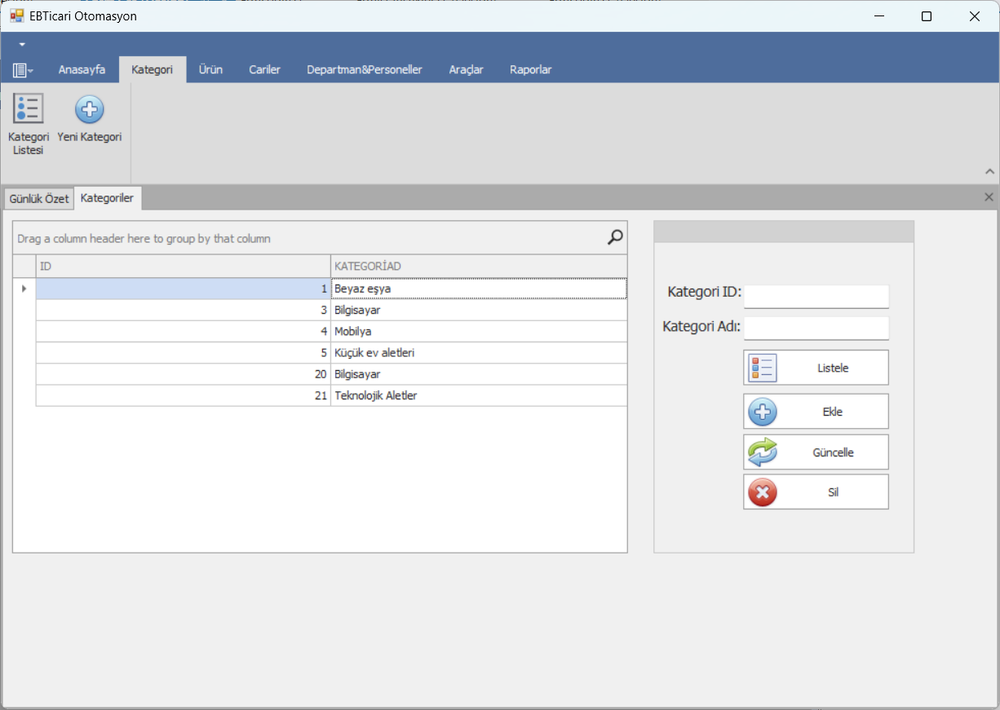 EBTicari Otomasyon
Anasayfa Kategori Ürün Cariler Departman&Personeller Araçlar Raporlar
Kategori Listesi
Yeni Kategori
Günlük Özet Kategoriler
Drag a column header here to group by that column
ID KATEGORİAD
1 Beyaz eşya
3 Bilgisayar
4 Mobilya
5 Küçük ev aletleri
20 Bilgisayar
21 Teknolojik Aletler
Kategori ID:
Kategori Adı:
Listele
Ekle
Güncelle
Sil